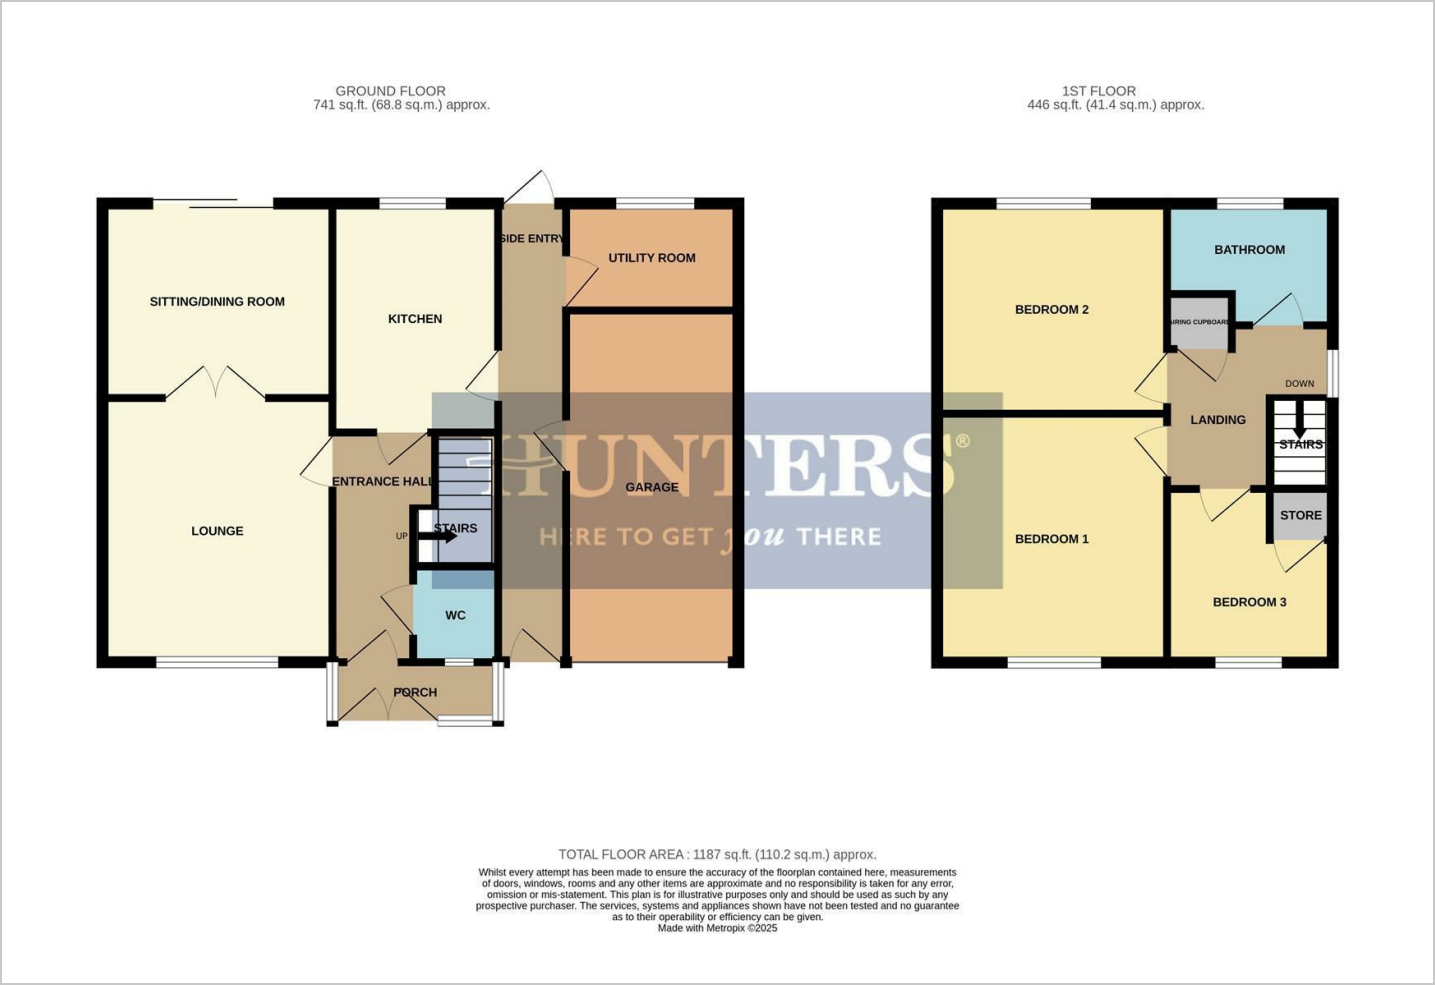 GROUND FLOOR
741 sq.ft. (68.8 sq.m.) approx.
1ST FLOOR
446 sq.ft. (41.4 sq.m.) approx.
SIDE ENTRY
UTILITY ROOM
SITTING/DINING ROOM
KITCHEN
ENTRANCE HALL
GARAGE
LOUNGE
STAIRS
UP
WC
PORCH
BATHROOM
BEDROOM 2
AIRING CUPBOARD
DOWN
LANDING
STAIRS
STORE
BEDROOM 1
BEDROOM 3
HUNTERS®
HERE TO GET you THERE
TOTAL FLOOR AREA : 1187 sq.ft. (110.2 sq.m.) approx.
Whilst every attempt has been made to ensure the accuracy of the floorplan contained here, measurements
of doors, windows, rooms and any other items are approximate and no responsibility is taken for any error,
omission or mis-statement. This plan is for illustrative purposes only and should be used as such by any
prospective purchaser. The services, systems and appliances shown have not been tested and no guarantee
as to their operability or efficiency can be given.
Made with Metropix ©2025